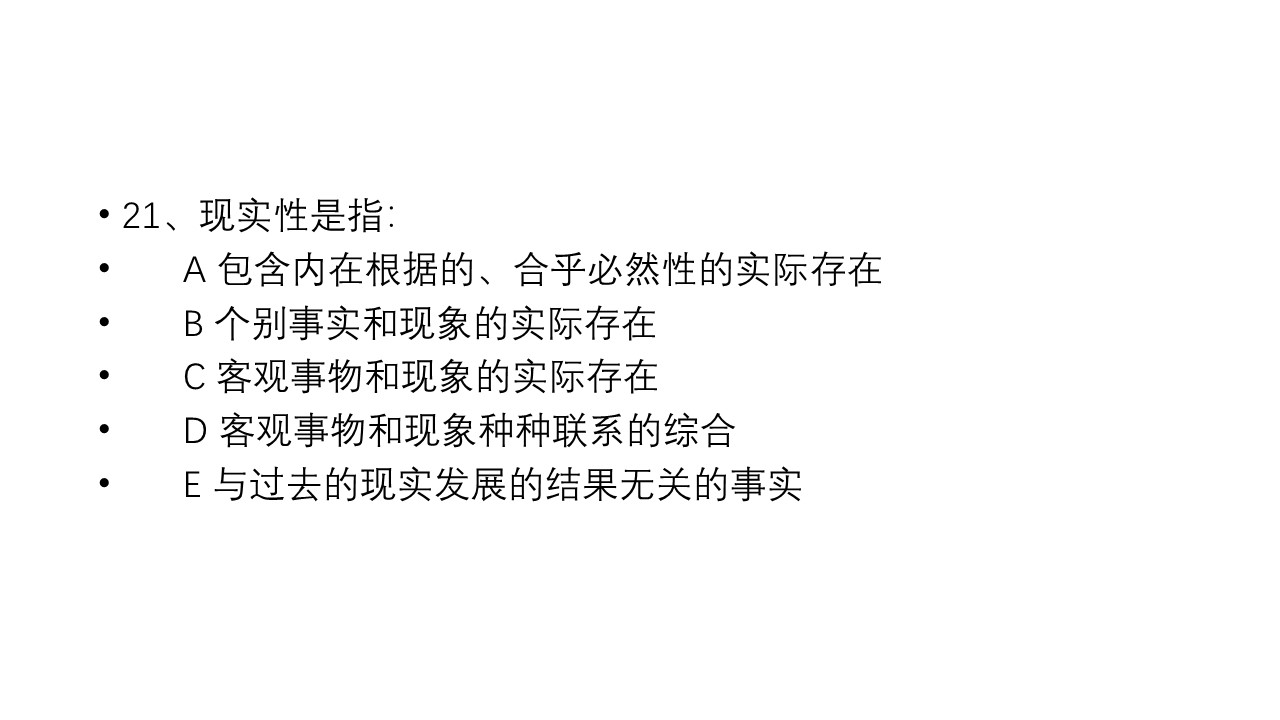 • 21、现实性是指：
• A 包含内在根据的、合乎必然性的实际存在
• B 个别事实和现象的实际存在
• C 客观事物和现象的实际存在
• D 客观事物和现象种种联系的综合
• E 与过去的现实发展的结果无关的事实